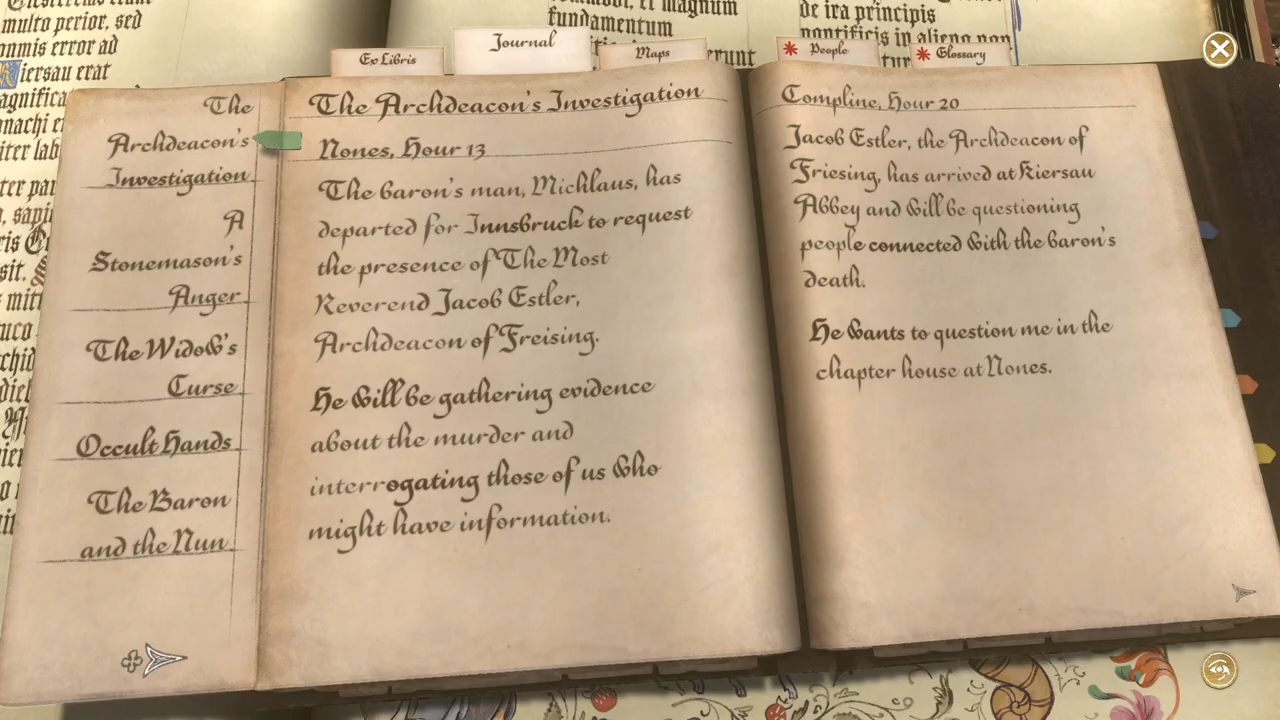 multo perior, sed
omnis error ad
fundamentum
de ira principis
pontificis in alieno non
Ex Libris
Journal
Maps
People
Glossary
The
Archdeacon's
Investigation
A
Stonemason's
Anger
The Widow's
Curse
Occult Hands
The Baron
and the Nun
The Archdeacon's Investigation
Nones, Hour 13
The baron's man, Michlaus, has
departed for Innsbruck to request
the presence of The Most
Reverend Jacob Estler,
Archdeacon of Freising.
He will be gathering evidence
about the murder and
interrogating those of us who
might have information.
Compline, Hour 20
Jacob Estler, the Archdeacon of
Friesing, has arrived at Kiersau
Abbey and will be questioning
people connected with the baron's
death.
He wants to question me in the
chapter house at Nones.